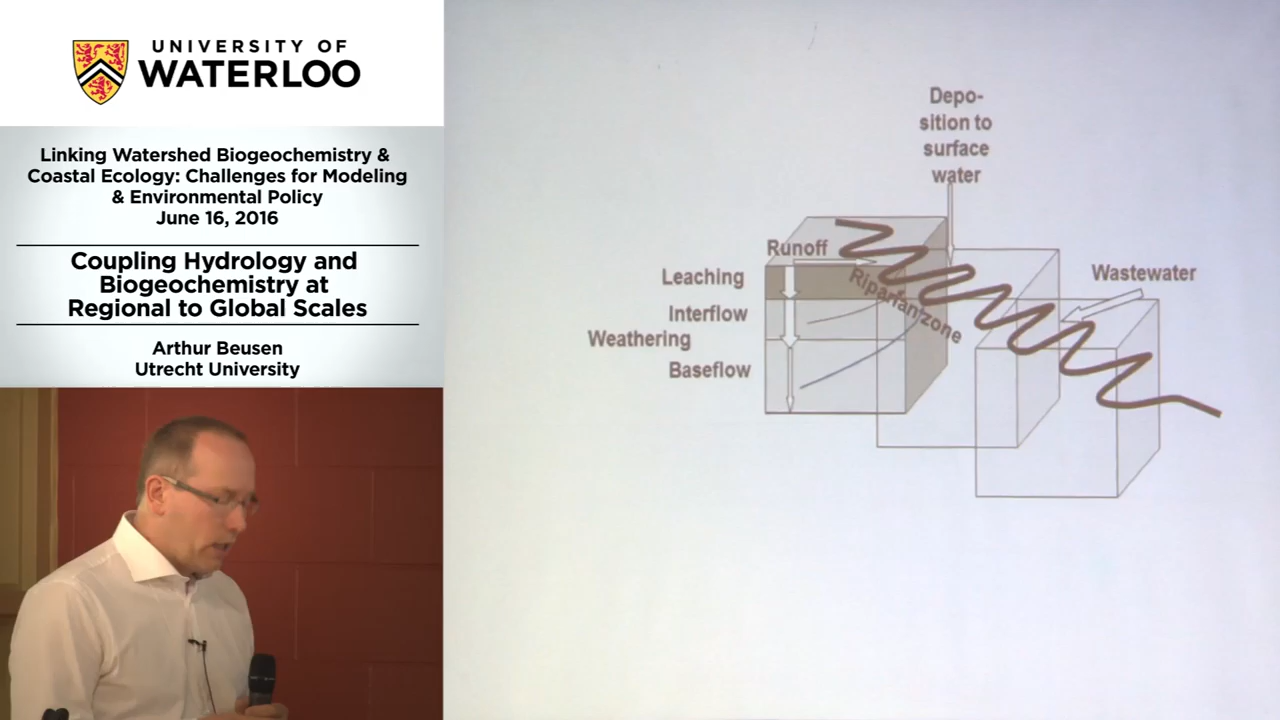 UNIVERSITY OF
WATERLOO
Linking Watershed Biogeochemistry &
Coastal Ecology: Challenges for Modeling
& Environmental Policy
June 16, 2016
Coupling Hydrology and
Biogeochemistry at
Regional to Global Scales
Arthur Beusen
Utrecht University
Depo-
sition to
surface
water
Runoff
Leaching
Riparian zone
Wastewater
Interflow
Weathering
Baseflow